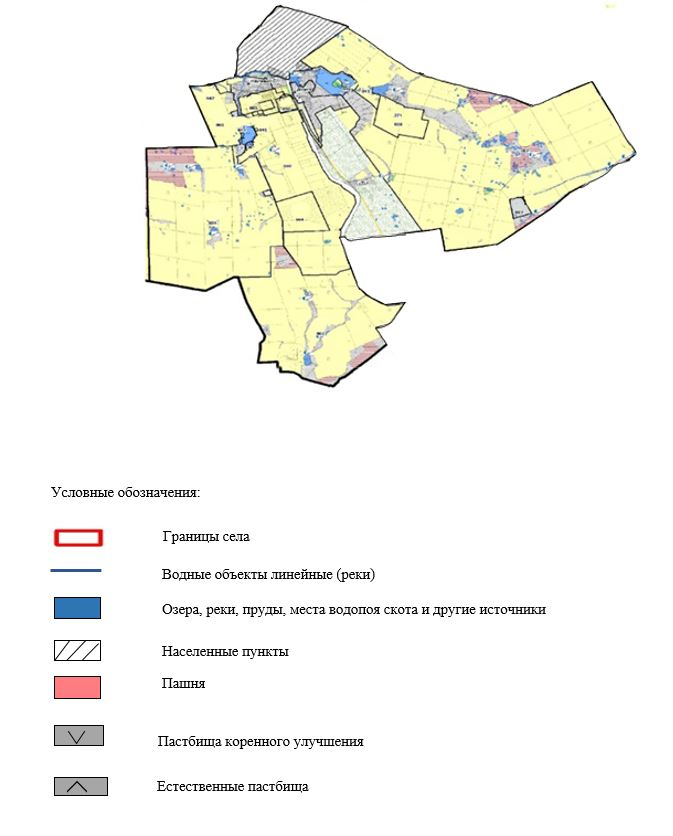 Условные обозначения:
Границы села
Водные объекты линейные (реки)
Озера, реки, пруды, места водопоя скота и другие источники
Населенные пункты
Пашня
Пастбища коренного улучшения
Естественные пастбища